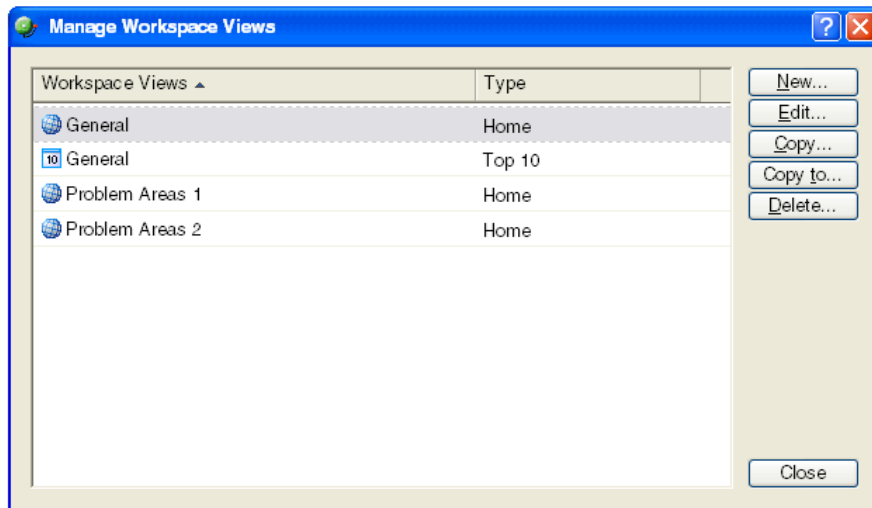 Manage Workspace Views
Workspace Views Type
General Home
10 General Top 10
Problem Areas 1 Home
Problem Areas 2 Home
New...
Edit...
Copy...
Copy to...
Delete...
Close